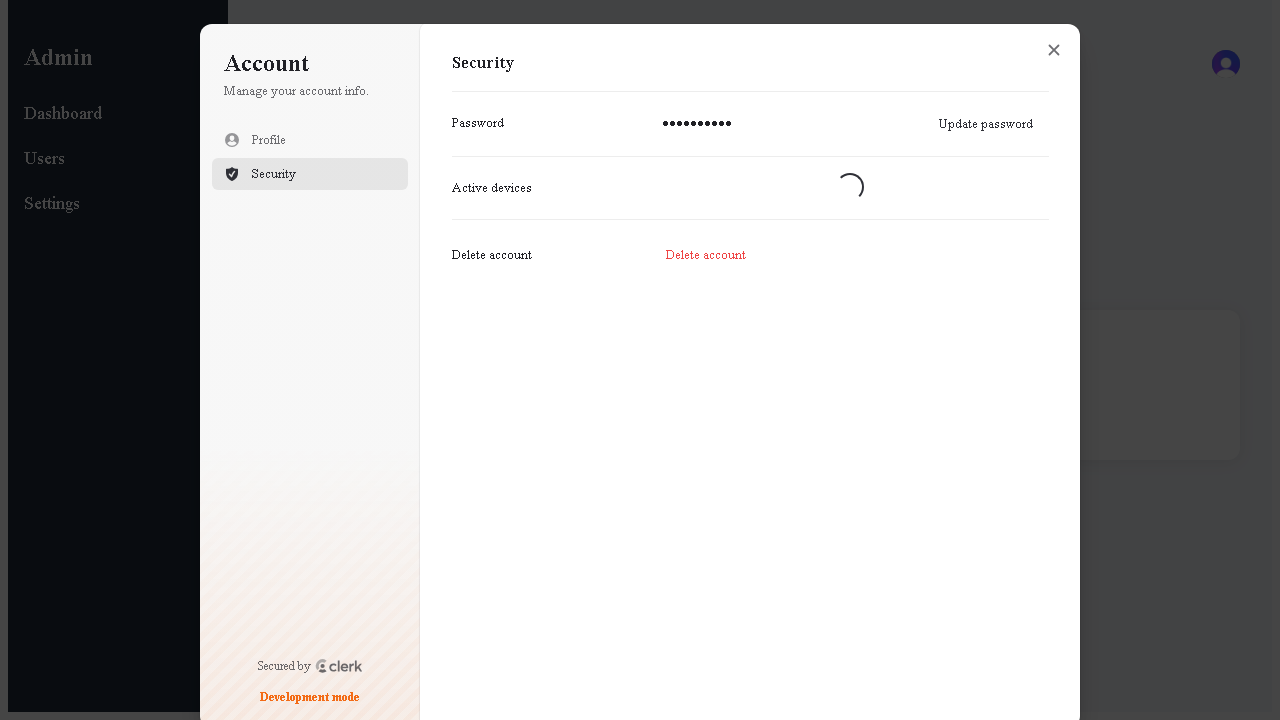 Admin
Dashboard
Users
Settings
Account
Manage your account info.
Profile
Security
Secured by clerk
Development mode
Security
Password ●●●●●●●●●● Update password
Active devices
Delete account Delete account